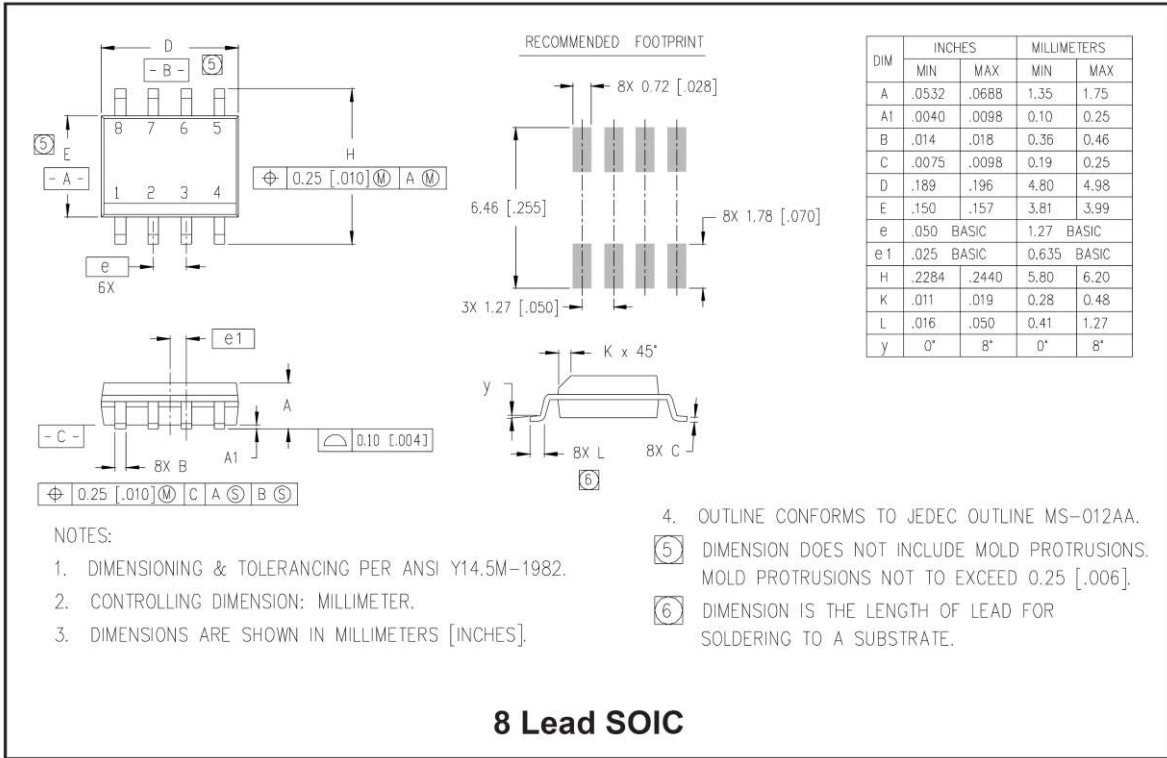 D
- B -
5
8 7 6 5
5
E
- A -
H
⌖ 0.25 [.010] Ⓜ A Ⓜ
1 2 3 4
e
6X
RECOMMENDED FOOTPRINT
8X 0.72 [.028]
6.46 [.255]
8X 1.78 [.070]
3X 1.27 [.050]
DIM INCHES MILLIMETERS
MIN MAX MIN MAX
A .0532 .0688 1.35 1.75
A1 .0040 .0098 0.10 0.25
B .014 .018 0.36 0.46
C .0075 .0098 0.19 0.25
D .189 .196 4.80 4.98
E .150 .157 3.81 3.99
e .050 BASIC 1.27 BASIC
e1 .025 BASIC 0.635 BASIC
H .2284 .2440 5.80 6.20
K .011 .019 0.28 0.48
L .016 .050 0.41 1.27
y 0° 8° 0° 8°
e1
A
- C -
A1
8X B
⌓ 0.10 [.004]
⌖ 0.25 [.010] Ⓜ C A Ⓢ B Ⓢ
K x 45°
y
8X L
8X C
6
NOTES:
1. DIMENSIONING & TOLERANCING PER ANSI Y14.5M-1982.
2. CONTROLLING DIMENSION: MILLIMETER.
3. DIMENSIONS ARE SHOWN IN MILLIMETERS [INCHES].
4. OUTLINE CONFORMS TO JEDEC OUTLINE MS-012AA.
5 DIMENSION DOES NOT INCLUDE MOLD PROTRUSIONS.
MOLD PROTRUSIONS NOT TO EXCEED 0.25 [.006].
6 DIMENSION IS THE LENGTH OF LEAD FOR
SOLDERING TO A SUBSTRATE.
8 Lead SOIC